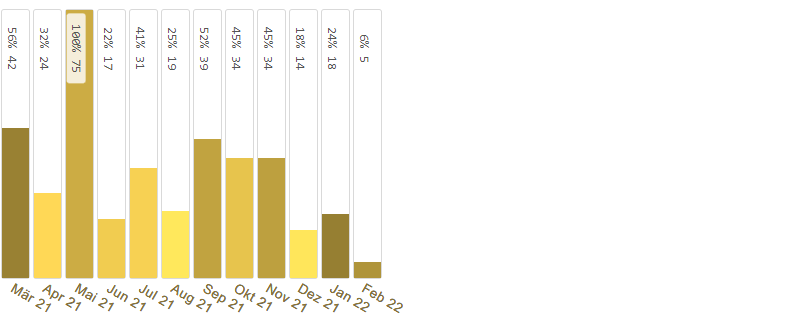 56% 42
32% 24
100% 75
22% 17
41% 31
25% 19
52% 39
45% 34
45% 34
18% 14
24% 18
6% 5
Mär 21
Apr 21
Mai 21
Jun 21
Jul 21
Aug 21
Sep 21
Okt 21
Nov 21
Dez 21
Jan 22
Feb 22